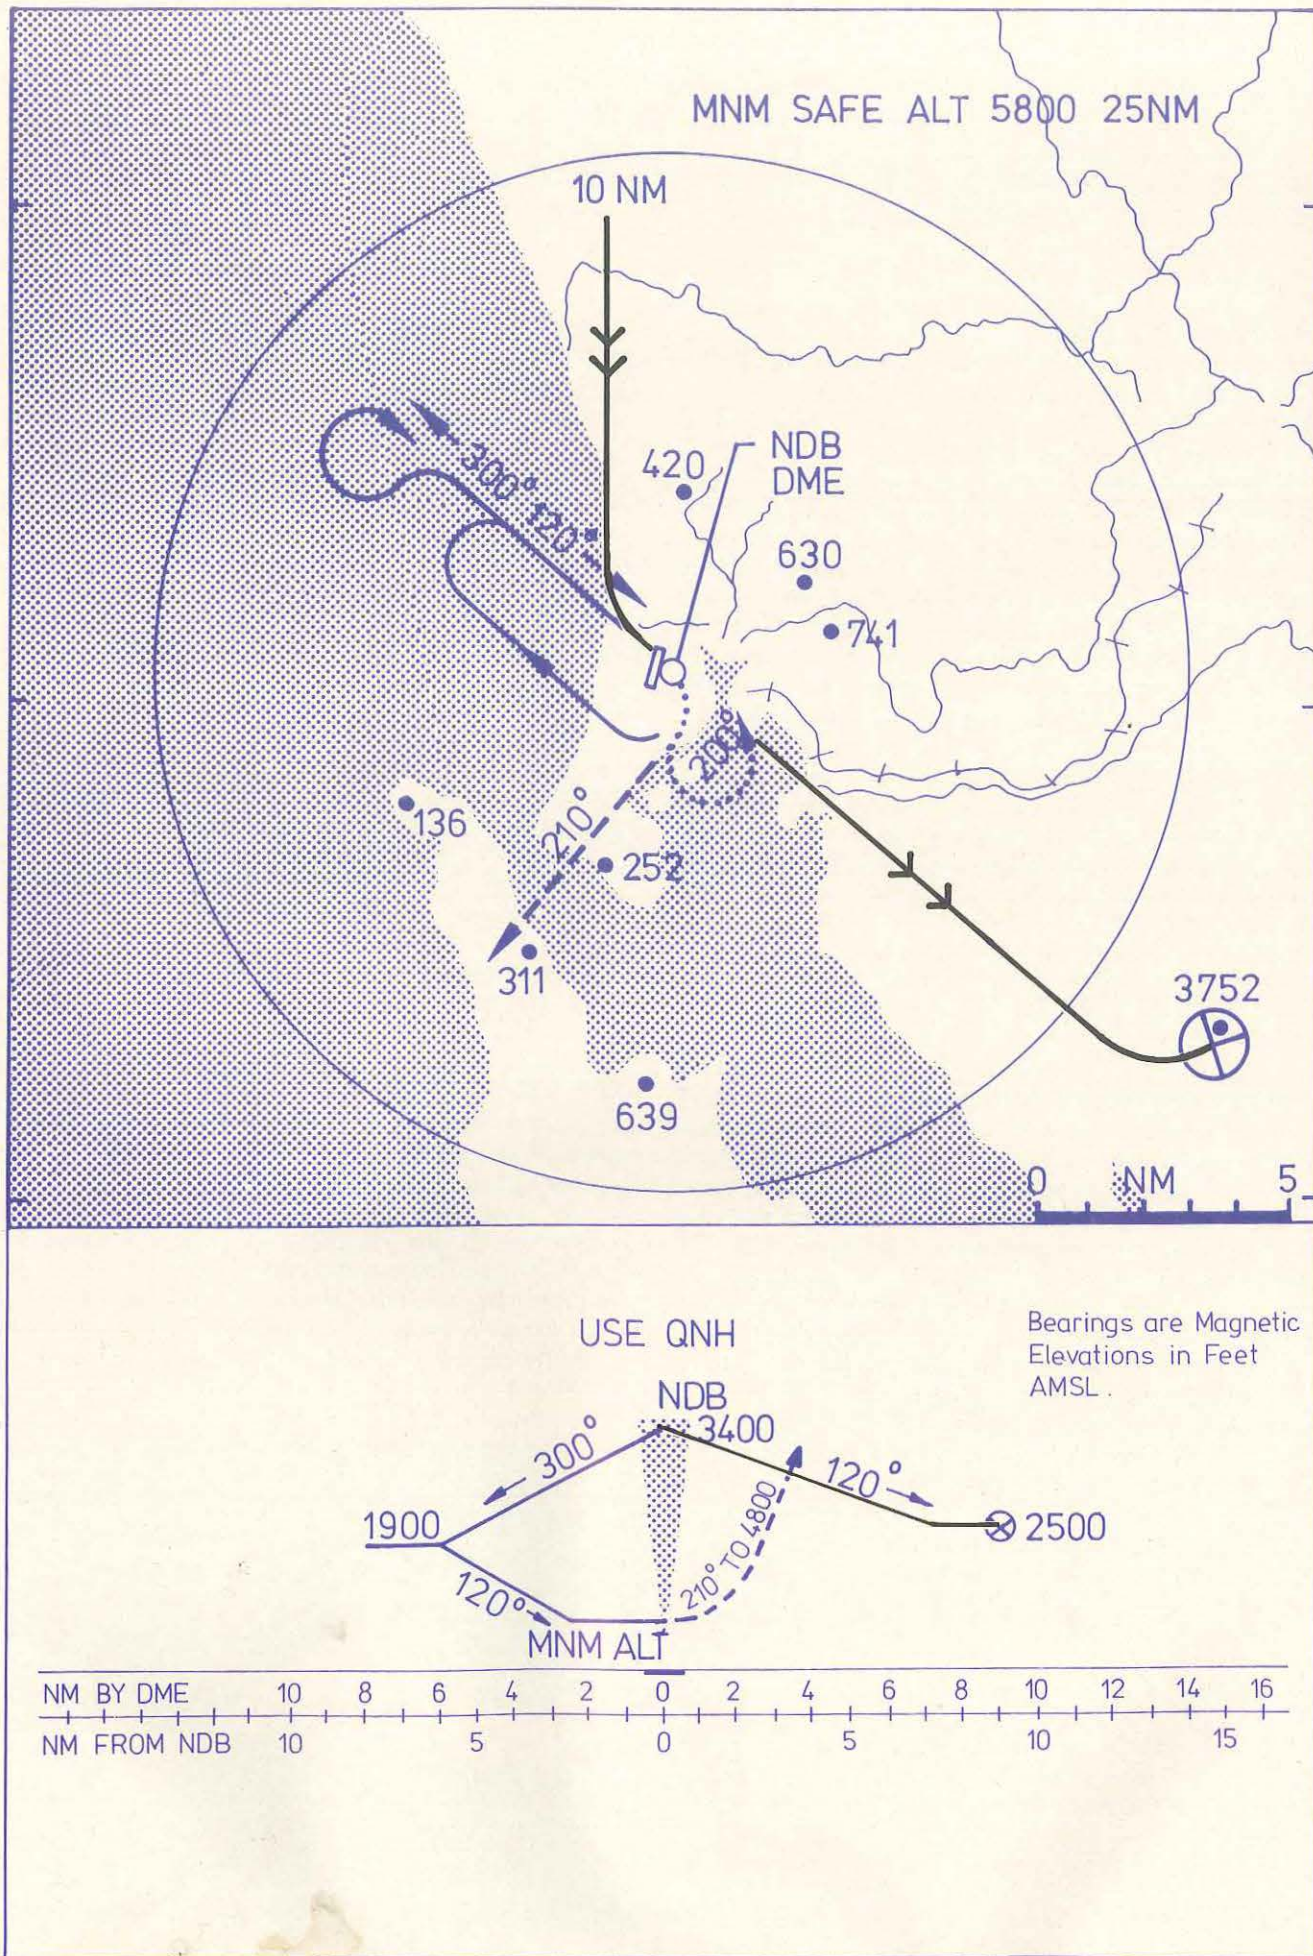 MNM SAFE ALT 5800 25NM
10 NM
300°
120°
420
NDB
DME
630
741
200°
210°
136
252
311
3752
639
0 NM 5
USE QNH
Bearings are Magnetic
Elevations in Feet
AMSL.
NDB
3400
300°
120°
1900
2500
210° TO 4800
120°
MNM ALT
NM BY DME 10 8 6 4 2 0 2 4 6 8 10 12 14 16
NM FROM NDB 10 5 0 5 10 15